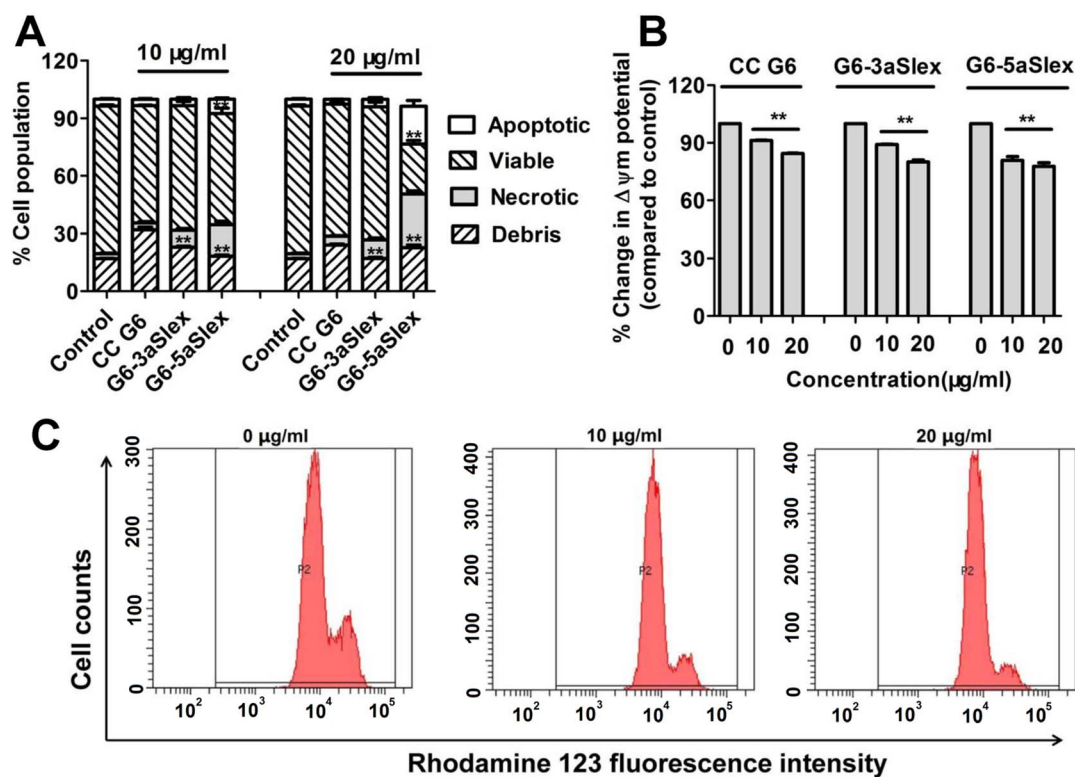 A
10 µg/ml
20 µg/ml
120
90
60
30
0
% Cell population
**
**
**
**
**
**
Control
CC G6
G6-3aSlex
G6-5aSlex
Control
CC G6
G6-3aSlex
G6-5aSlex
Apoptotic
Viable
Necrotic
Debris
B
CC G6
G6-3aSlex
G6-5aSlex
120
90
60
30
0
% Change in Δ ψm potential
(compared to control)
**
**
**
0 10 20 0 10 20 0 10 20
Concentration(µg/ml)
C
0 µg/ml
10 µg/ml
20 µg/ml
Cell counts
300
200
100
0
P2
10² 10³ 10⁴ 10⁵
400
300
200
100
0
P2
10² 10³ 10⁴ 10⁵
400
300
200
100
0
P2
10² 10³ 10⁴ 10⁵
Rhodamine 123 fluorescence intensity